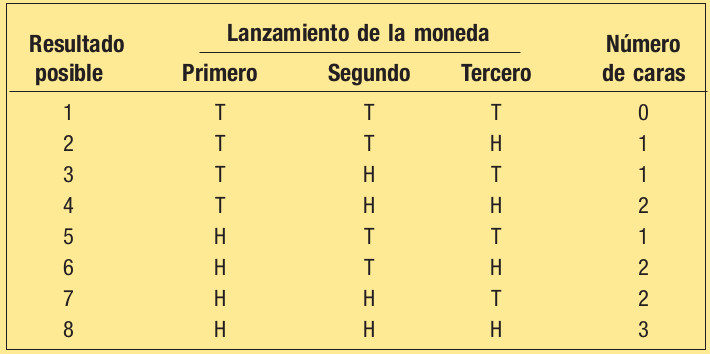 Lanzamiento de la moneda
Resultado posible Primero Segundo Tercero Número de caras
1 T T T 0
2 T T H 1
3 T H T 1
4 T H H 2
5 H T T 1
6 H T H 2
7 H H T 2
8 H H H 3